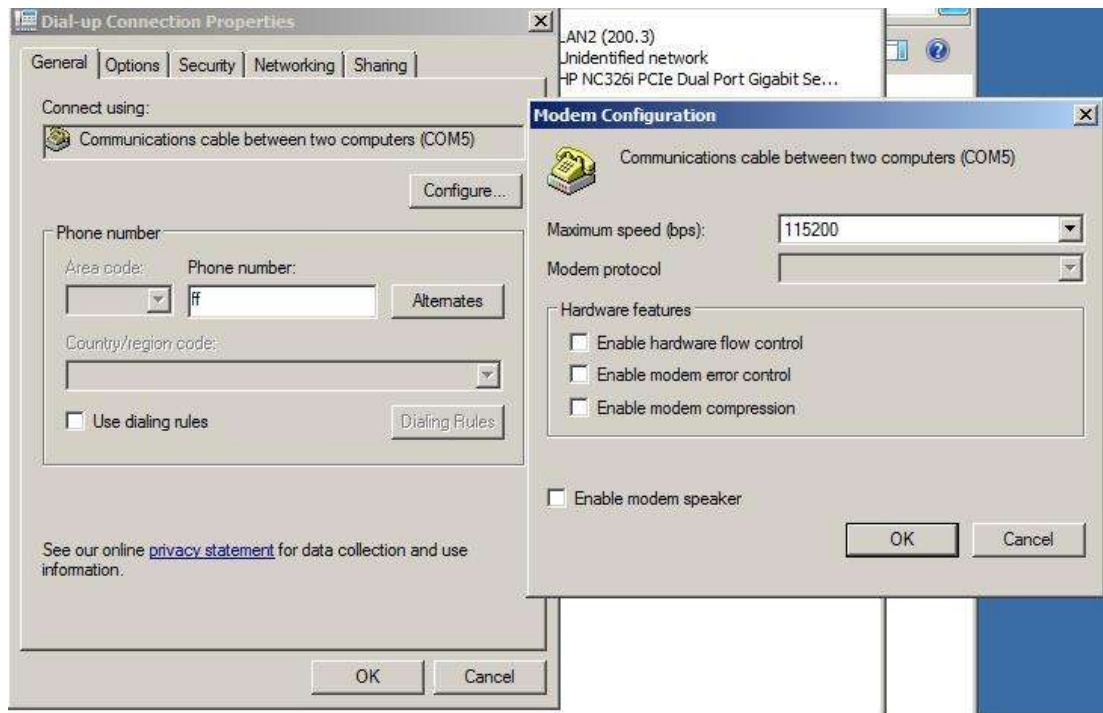 Dial-up Connection Properties
General Options Security Networking Sharing
Connect using:
Communications cable between two computers (COM5)
Configure...
Phone number
Area code: Phone number:
ff
Alternates
Country/region code:
Use dialing rules
Dialing Rules
See our online privacy statement for data collection and use
information.
OK Cancel
LAN2 (200.3)
Unidentified network
HP NC326i PCIe Dual Port Gigabit Se...
Modem Configuration
Communications cable between two computers (COM5)
Maximum speed (bps): 115200
Modem protocol
Hardware features
Enable hardware flow control
Enable modem error control
Enable modem compression
Enable modem speaker
OK Cancel